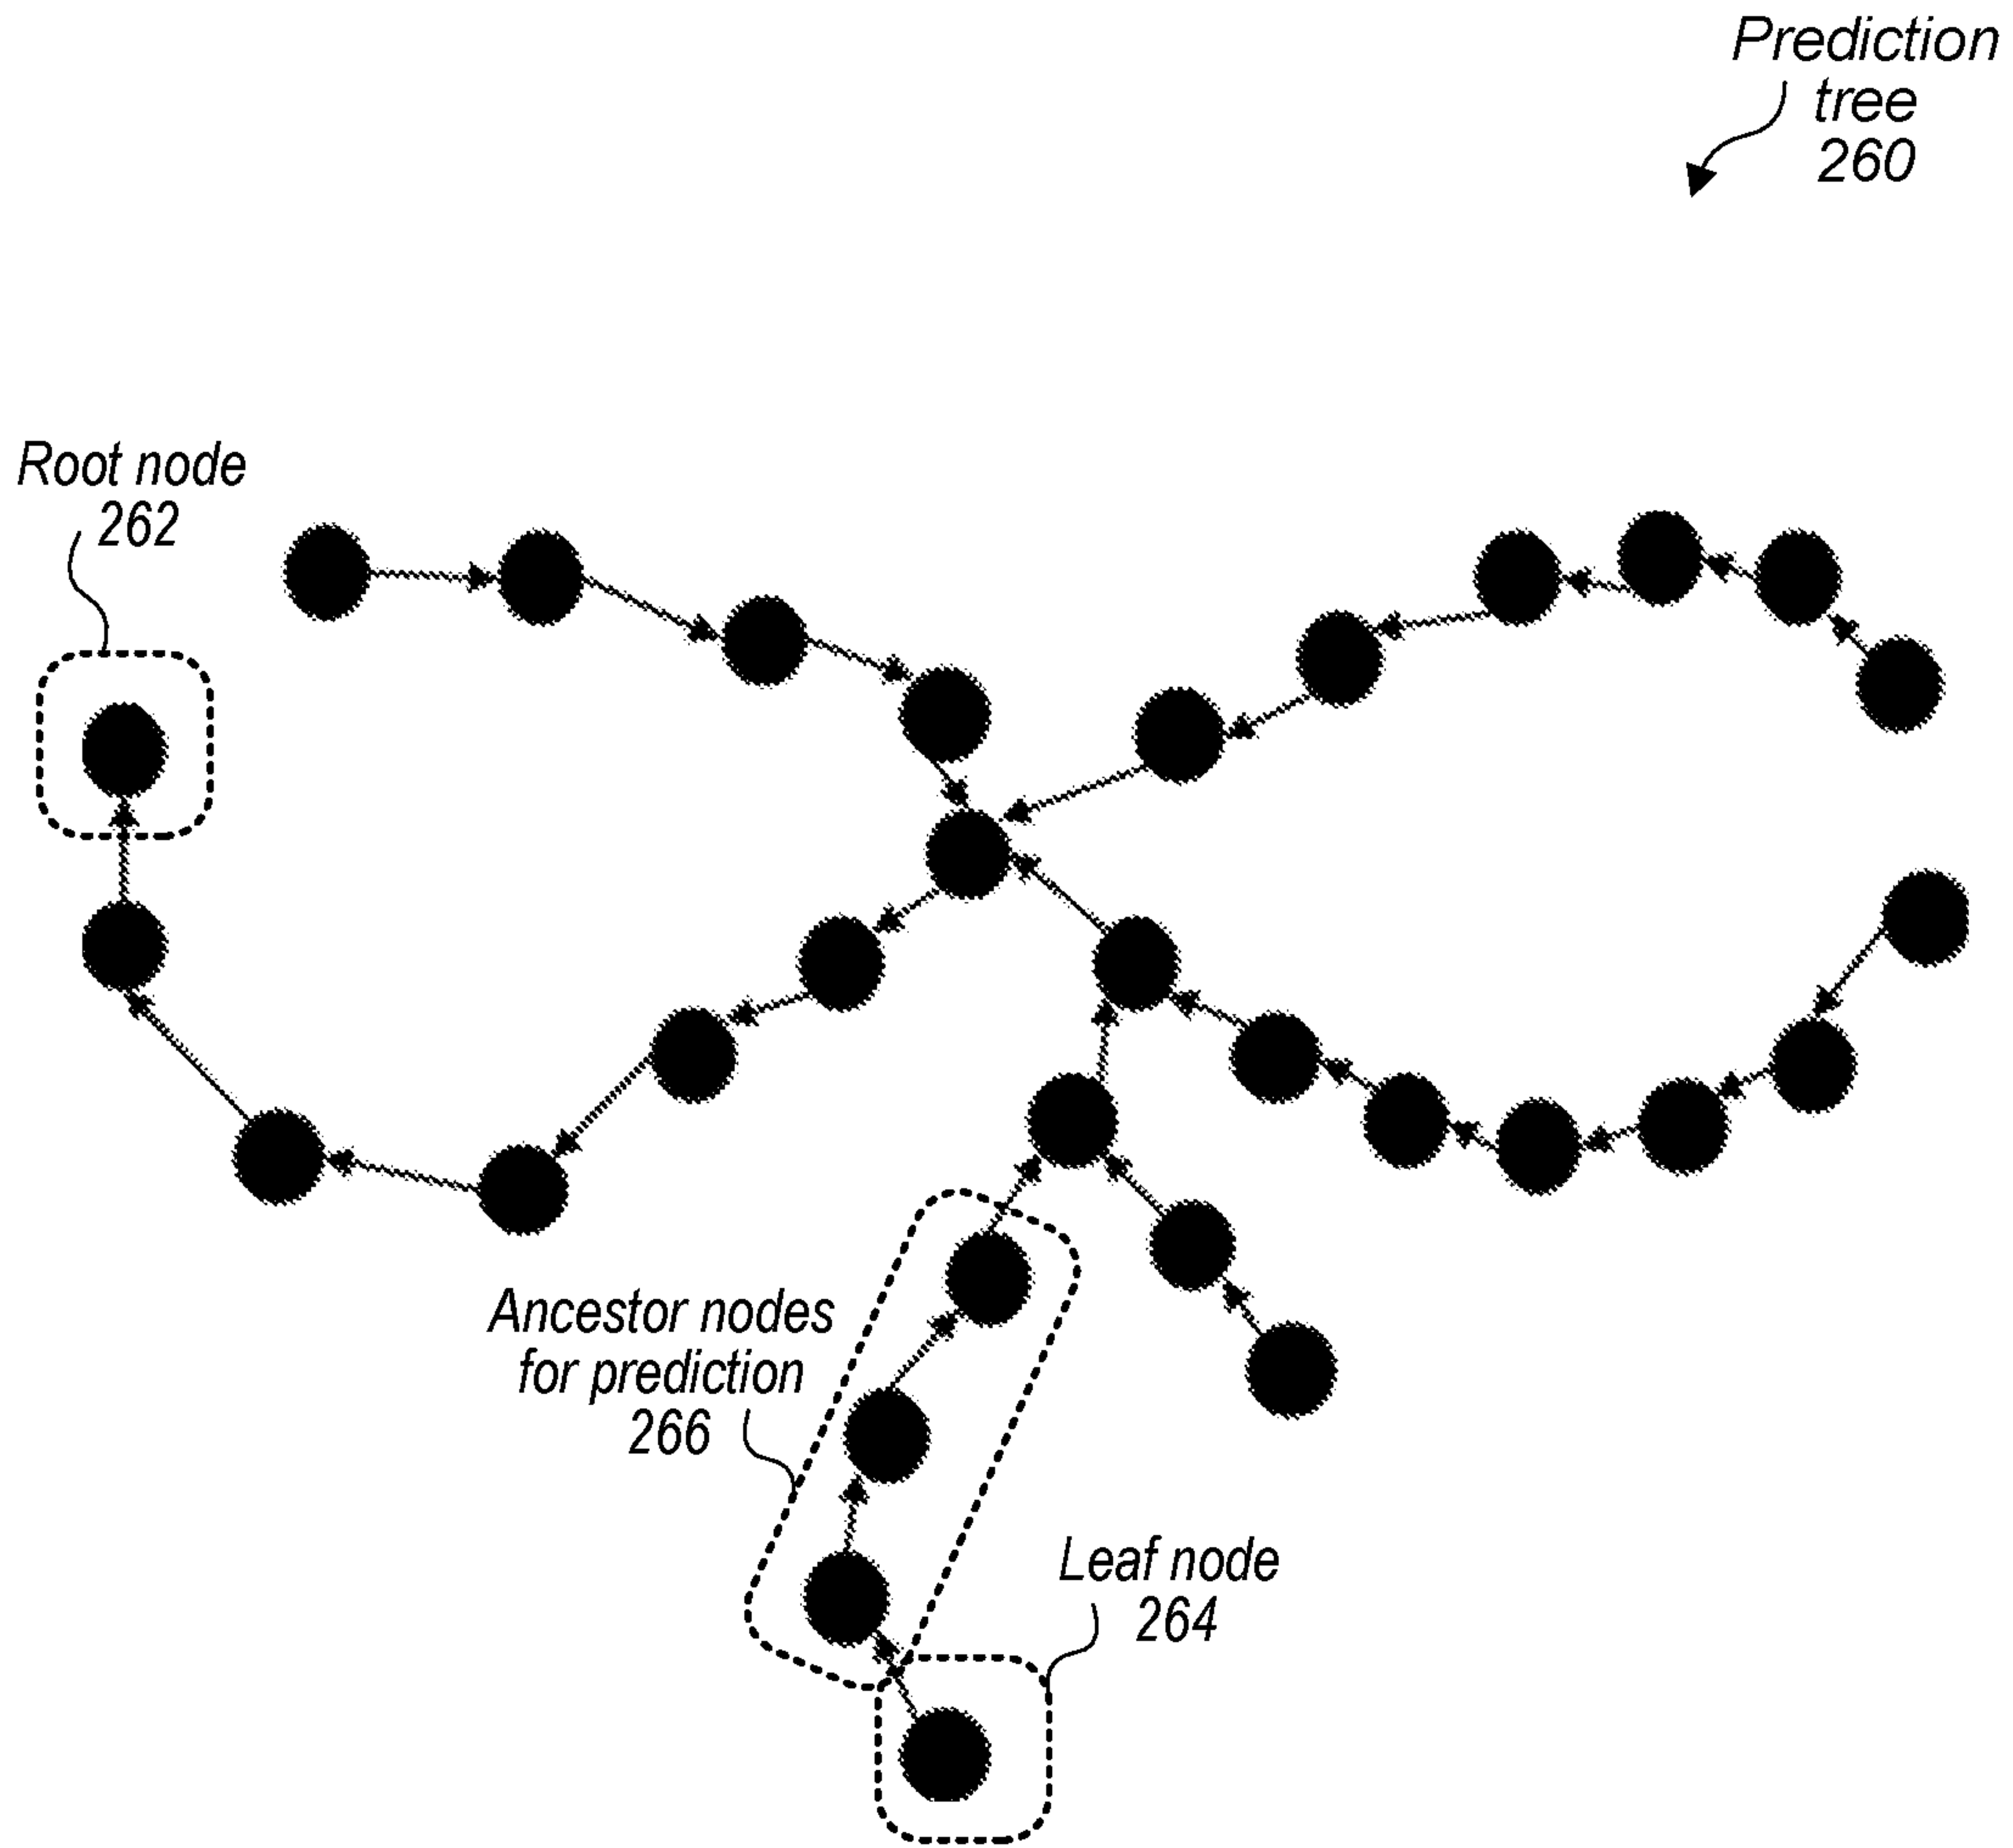 Prediction
tree
260
Root node
262
Ancestor nodes
for prediction
266
Leaf node
264